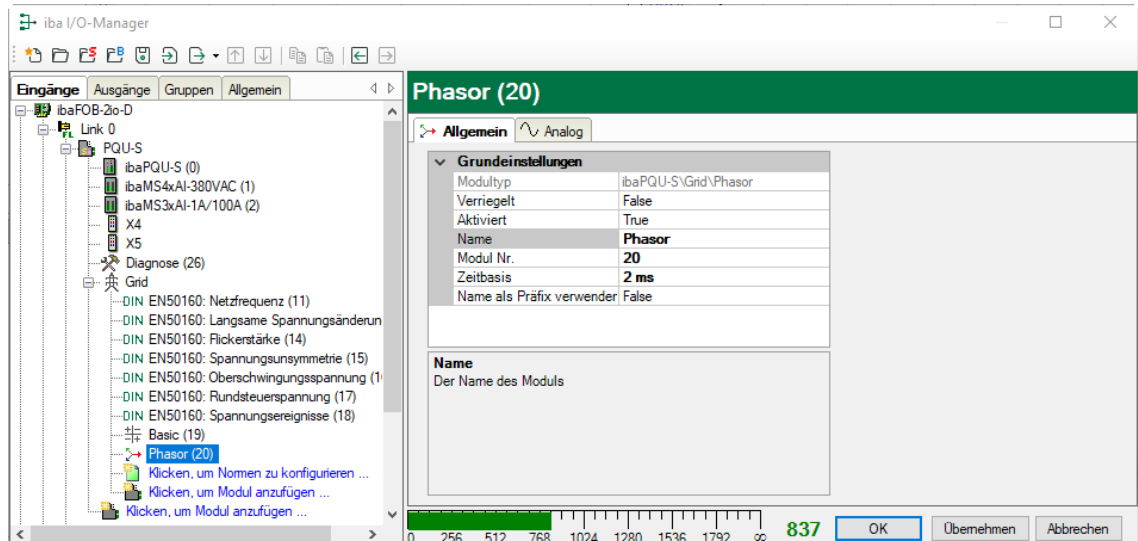 iba I/O-Manager
Eingänge Ausgänge Gruppen Allgemein
ibaFOB-2io-D
Link 0
PQU-S
ibaPQU-S (0)
ibaMS4xAI-380VAC (1)
ibaMS3xAI-1A/100A (2)
X4
X5
Diagnose (26)
Grid
DIN EN50160: Netzfrequenz (11)
DIN EN50160: Langsame Spannungsänderun
DIN EN50160: Flickerstärke (14)
DIN EN50160: Spannungsunsymmetrie (15)
DIN EN50160: Oberschwingungsspannung (1
DIN EN50160: Rundsteuerspannung (17)
DIN EN50160: Spannungsereignisse (18)
Basic (19)
Phasor (20)
Klicken, um Normen zu konfigurieren ...
Klicken, um Modul anzufügen ...
Klicken, um Modul anzufügen ...
Phasor (20)
Allgemein Analog
Grundeinstellungen
Modultyp ibaPQU-S\Grid\Phasor
Verriegelt False
Aktiviert True
Name Phasor
Modul Nr. 20
Zeitbasis 2 ms
Name als Präfix verwender False
Name
Der Name des Moduls
0 256 512 768 1024 1280 1536 1792 ∞
837
OK Übernehmen Abbrechen